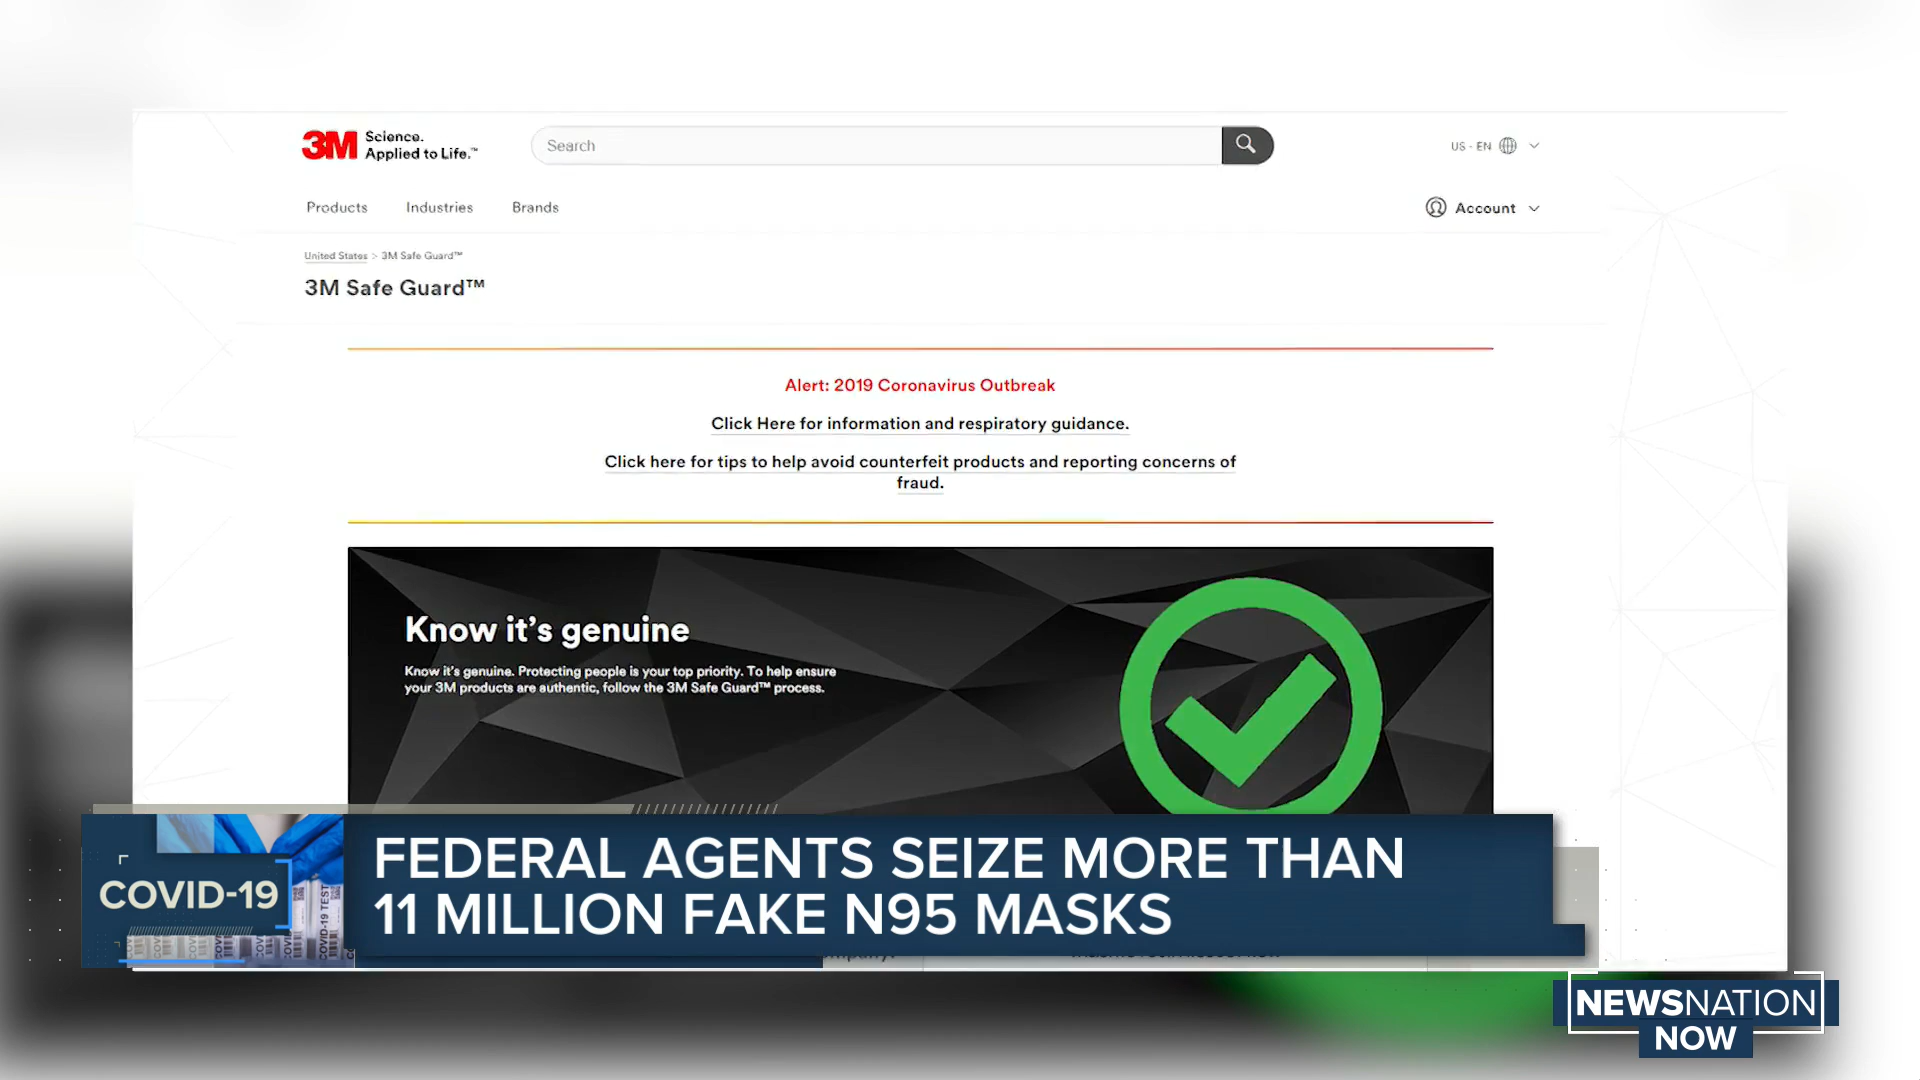 3M Science.
Applied to Life.™
Search
US - EN
Products Industries Brands
Account
United States > 3M Safe Guard™
3M Safe Guard™
Alert: 2019 Coronavirus Outbreak
Click Here for information and respiratory guidance.
Click here for tips to help avoid counterfeit products and reporting concerns of
fraud.
Know it's genuine
Know it's genuine. Protecting people is your top priority. To help ensure
your 3M products are authentic, follow the 3M Safe Guard™ process.
COVID-19
COVID-19 TEST
FEDERAL AGENTS SEIZE MORE THAN
11 MILLION FAKE N95 MASKS
NEWSNATION
NOW